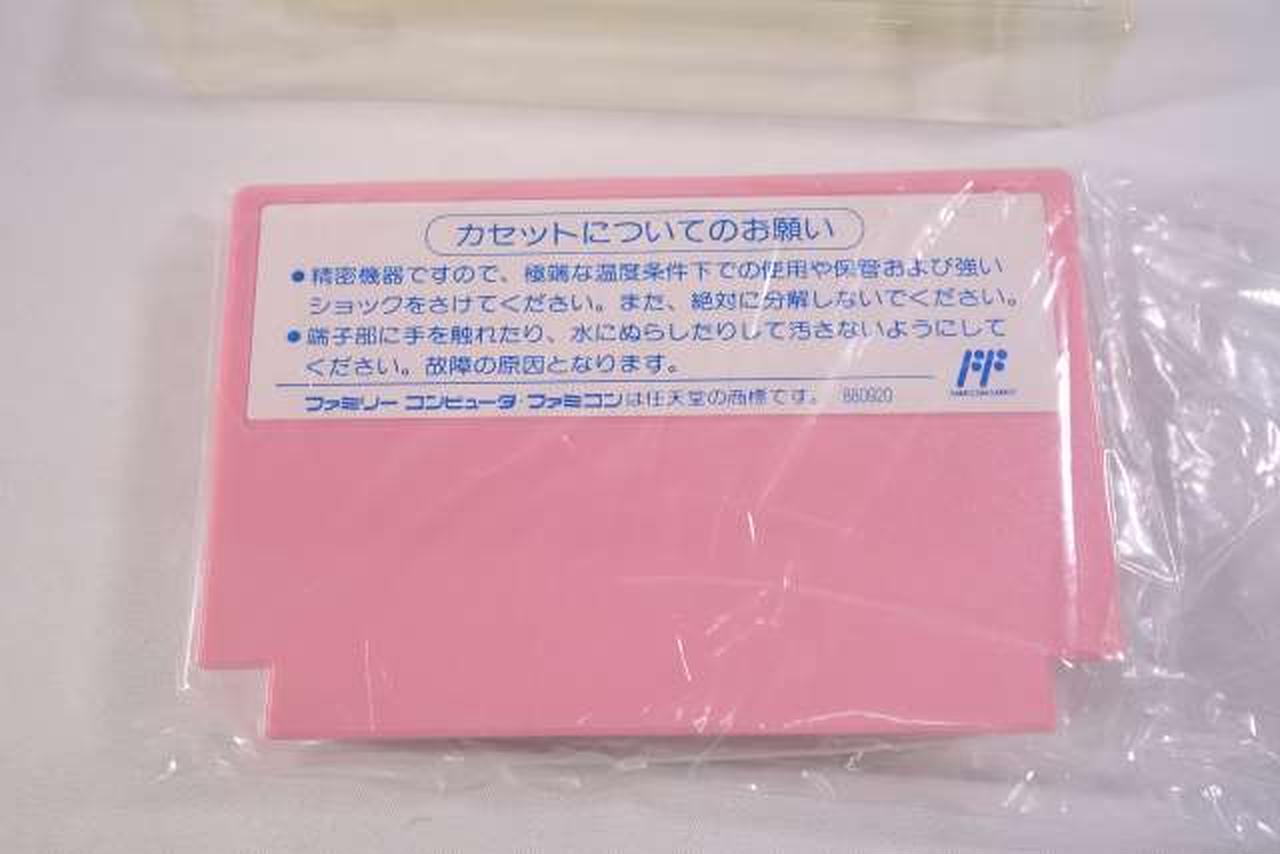 カセットについてのお願い
●精密機器ですので、極端な温度条件下での使用や保管および強い
ショックをさけてください。また、絶対に分解しないでください。
●端子部に手を触れたり、水にぬらしたりして汚さないようにして
ください。故障の原因となります。
ファミリー コンピュータ・ファミコンは任天堂の商標です。 880920